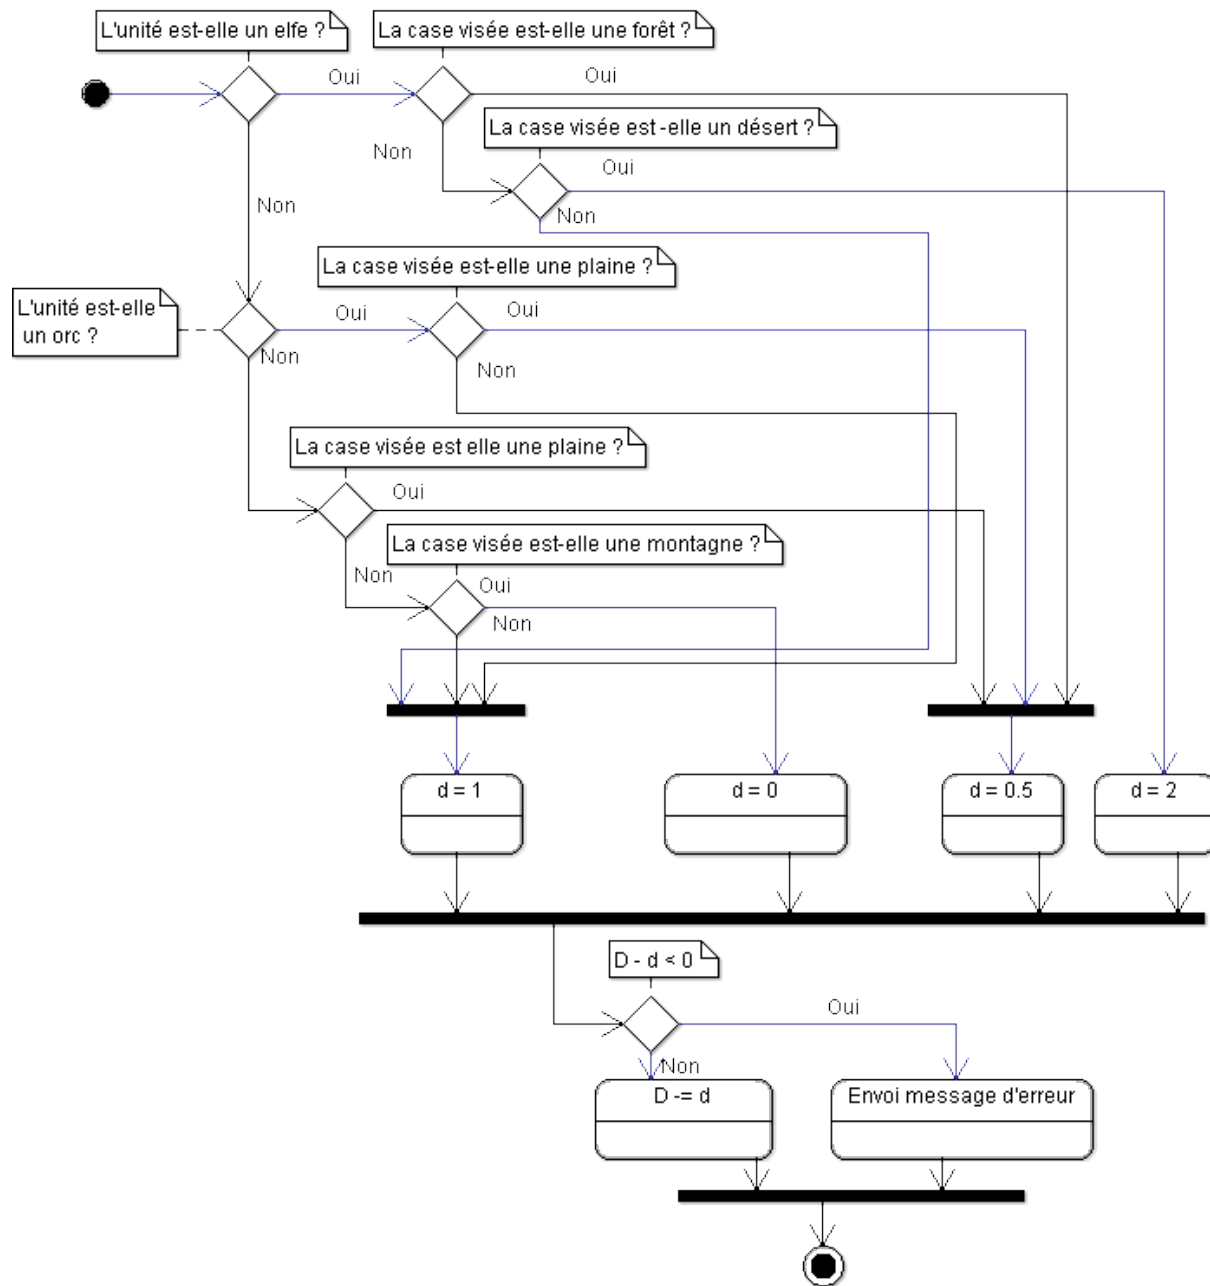 L'unité est-elle un elfe ?
La case visée est-elle une forêt ?
Oui
Oui
La case visée est -elle un désert ?
Non
Oui
Non
Non
La case visée est-elle une plaine ?
L'unité est-elle
un orc ?
Oui
Oui
Non
Non
La case visée est elle une plaine ?
Oui
La case visée est-elle une montagne ?
Non
Oui
Non
d = 1
d = 0
d = 0.5
d = 2
D - d < 0
Oui
Non
D -= d
Envoi message d'erreur